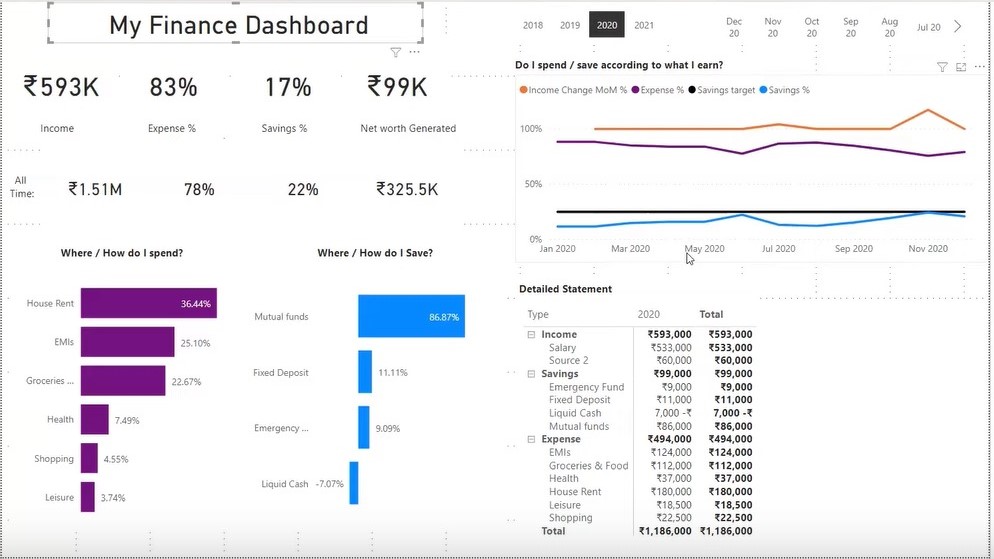 My Finance Dashboard
₹593K 83% 17% ₹99K
Income Expense % Savings % Net worth Generated
All Time: ₹1.51M 78% 22% ₹325.5K
Where / How do I spend?
House Rent 36.44%
EMIs 25.10%
Groceries ... 22.67%
Health 7.49%
Shopping 4.55%
Leisure 3.74%
Where / How do I Save?
Mutual funds 86.87%
Fixed Deposit 11.11%
Emergency ... 9.09%
Liquid Cash -7.07%
2018 2019 2020 2021
Dec 20 Nov 20 Oct 20 Sep 20 Aug 20 Jul 20
Do I spend / save according to what I earn?
Income Change MoM % Expense % Savings target Savings %
100%
50%
0%
Jan 2020 Mar 2020 May 2020 Jul 2020 Sep 2020 Nov 2020
Detailed Statement
Type 2020 Total
Income ₹593,000 ₹593,000
Salary ₹533,000 ₹533,000
Source 2 ₹60,000 ₹60,000
Savings ₹99,000 ₹99,000
Emergency Fund ₹9,000 ₹9,000
Fixed Deposit ₹11,000 ₹11,000
Liquid Cash 7,000 -₹ 7,000 -₹
Mutual funds ₹86,000 ₹86,000
Expense ₹494,000 ₹494,000
EMIs ₹124,000 ₹124,000
Groceries & Food ₹112,000 ₹112,000
Health ₹37,000 ₹37,000
House Rent ₹180,000 ₹180,000
Leisure ₹18,500 ₹18,500
Shopping ₹22,500 ₹22,500
Total ₹1,186,000 ₹1,186,000